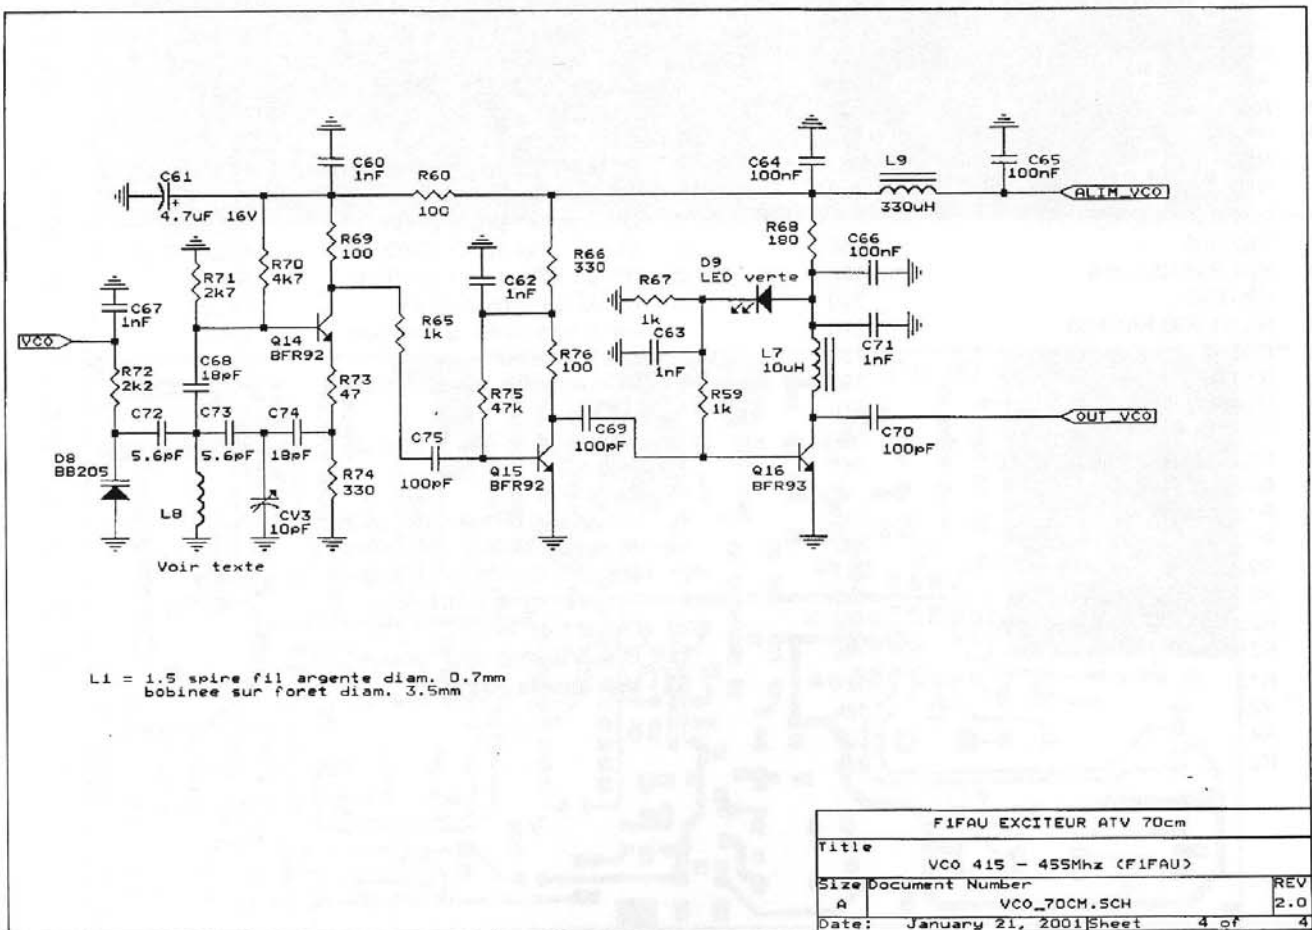 C61
4.7uF 16V
+
C60
1nF
R60
100
C64
100nF
L9
330uH
C65
100nF
ALIM_VCO
R71
2k7
R70
4k7
R69
100
C62
1nF
R66
330
R68
180
D9
LED verte
C66
100nF
C67
1nF
VCO
R72
2k2
C68
18pF
Q14
BFR92
R65
1k
R67
1k
C63
1nF
C71
1nF
L7
10uH
R76
100
R73
47
R75
47k
R59
1k
C72
5.6pF
C73
5.6pF
C74
18pF
C75
100pF
C69
100pF
C70
100pF
OUT_VCO
D8
BB205
L8
CV3
10pF
R74
330
Q15
BFR92
Q16
BFR93
Voir texte
L1 = 1.5 spire fil argente diam. 0.7mm
bobinee sur foret diam. 3.5mm
F1FAU EXCITEUR ATV 70cm
Title
VCO 415 - 455Mhz (F1FAU)
Size Document Number REV
A VCO_70CM.SCH 2.0
Date: January 21, 2001 Sheet 4 of 4